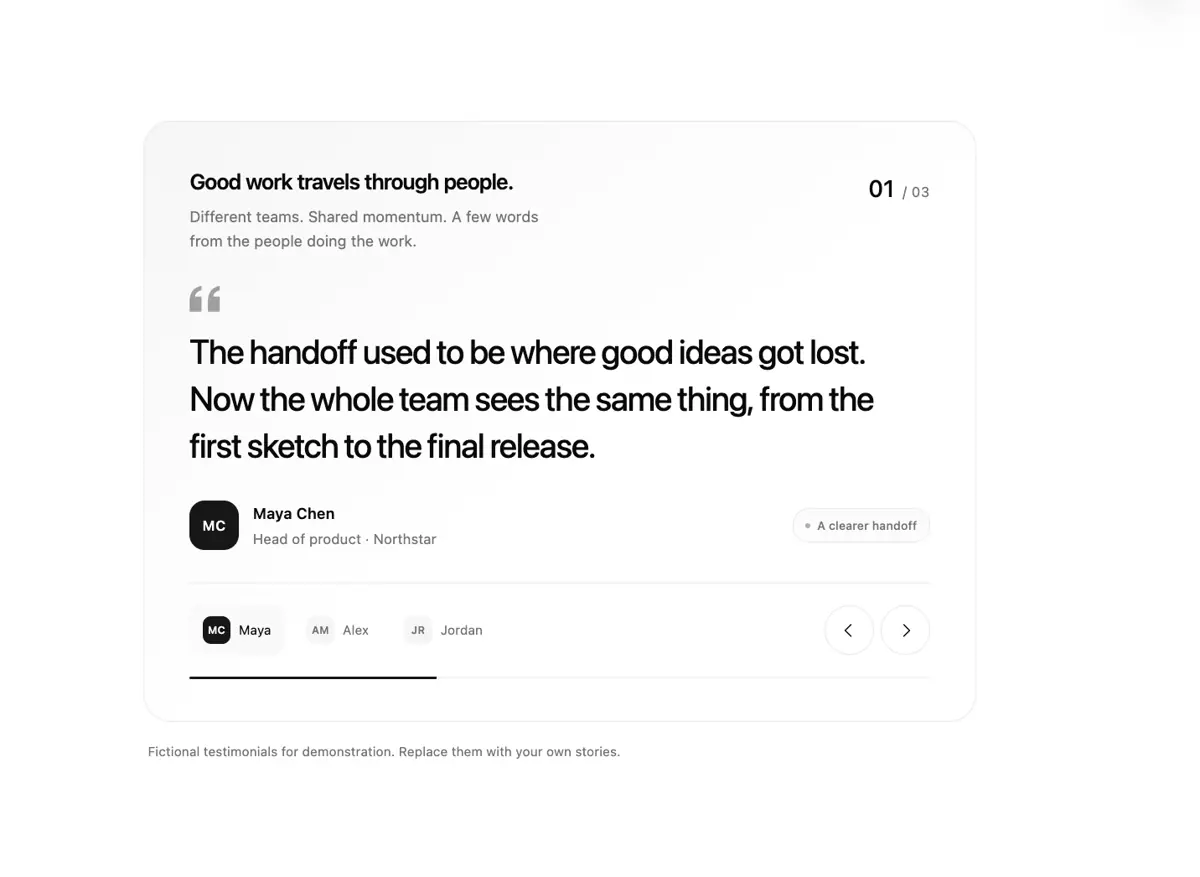 Good work travels through people.
01 / 03
Different teams. Shared momentum. A few words
from the people doing the work.
“
The handoff used to be where good ideas got lost.
Now the whole team sees the same thing, from the
first sketch to the final release.
MC
Maya Chen
Head of product · Northstar
A clearer handoff
MC Maya
AM Alex
JR Jordan
Fictional testimonials for demonstration. Replace them with your own stories.